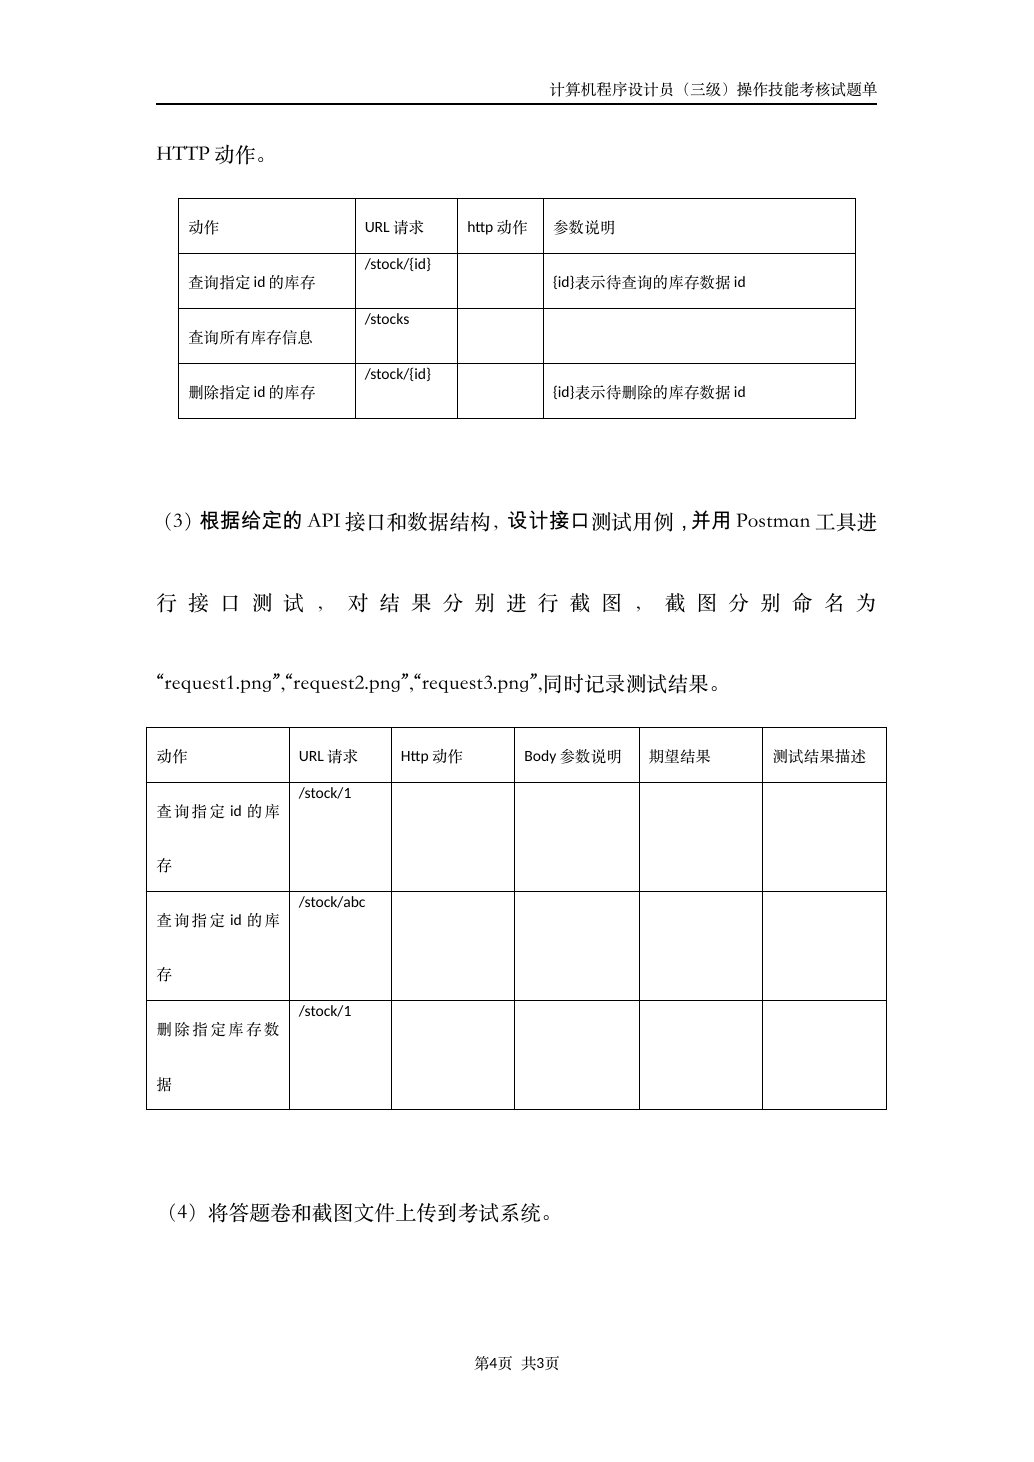 计算机程序设计员（三级）操作技能考核试题单
HTTP 动作。
动作 URL 请求 http 动作 参数说明
查询指定 id 的库存 /stock/{id} {id}表示待查询的库存数据 id
查询所有库存信息 /stocks
删除指定 id 的库存 /stock/{id} {id}表示待删除的库存数据 id
（3）根据给定的 API 接口和数据结构，设计接口测试用例 ，并用 Postman 工具进
行接口测试，对结果分别进行截图，截图分别命名为
“request1.png”,“request2.png”,“request3.png”,同时记录测试结果。
动作 URL 请求 Http 动作 Body 参数说明 期望结果 测试结果描述
查询指定 id 的库 /stock/1
存
查询指定 id 的库 /stock/abc
存
删除指定库存数 /stock/1
据
（4）将答题卷和截图文件上传到考试系统。
第4页 共3页